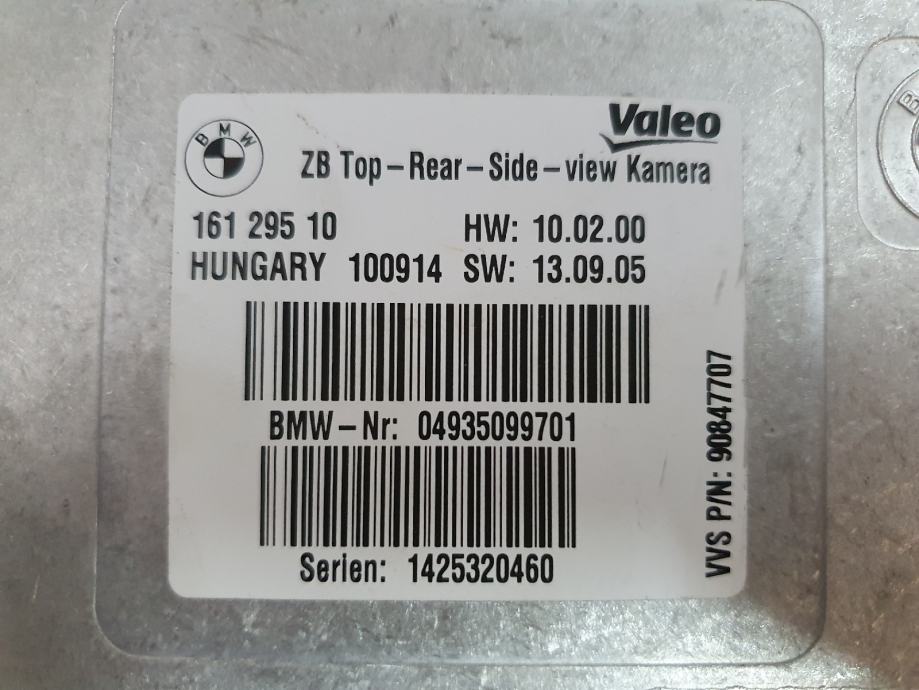 BMW
Valeo
ZB Top-Rear-Side-view Kamera
161 295 10 HW: 10.02.00
HUNGARY 100914 SW: 13.09.05
BMW-Nr: 04935099701
Serien: 1425320460
VVS P/N: 90847707